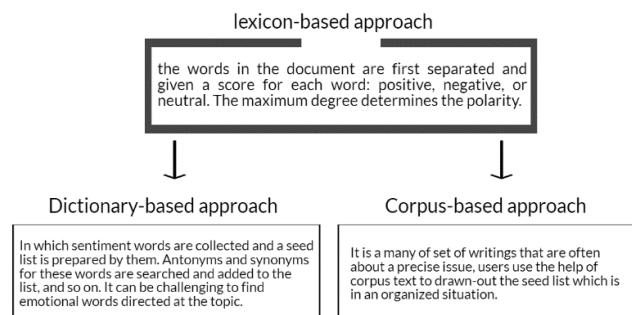 lexicon-based approach
the words in the document are first separated and
given a score for each word: positive, negative, or
neutral. The maximum degree determines the polarity.
Dictionary-based approach
In which sentiment words are collected and a seed
list is prepared by them. Antonyms and synonyms
for these words are searched and added to the
list, and so on. It can be challenging to find
emotional words directed at the topic.
Corpus-based approach
It is a many of set of writings that are often
about a precise issue, users use the help of
corpus text to drawn-out the seed list which is
in an organized situation.